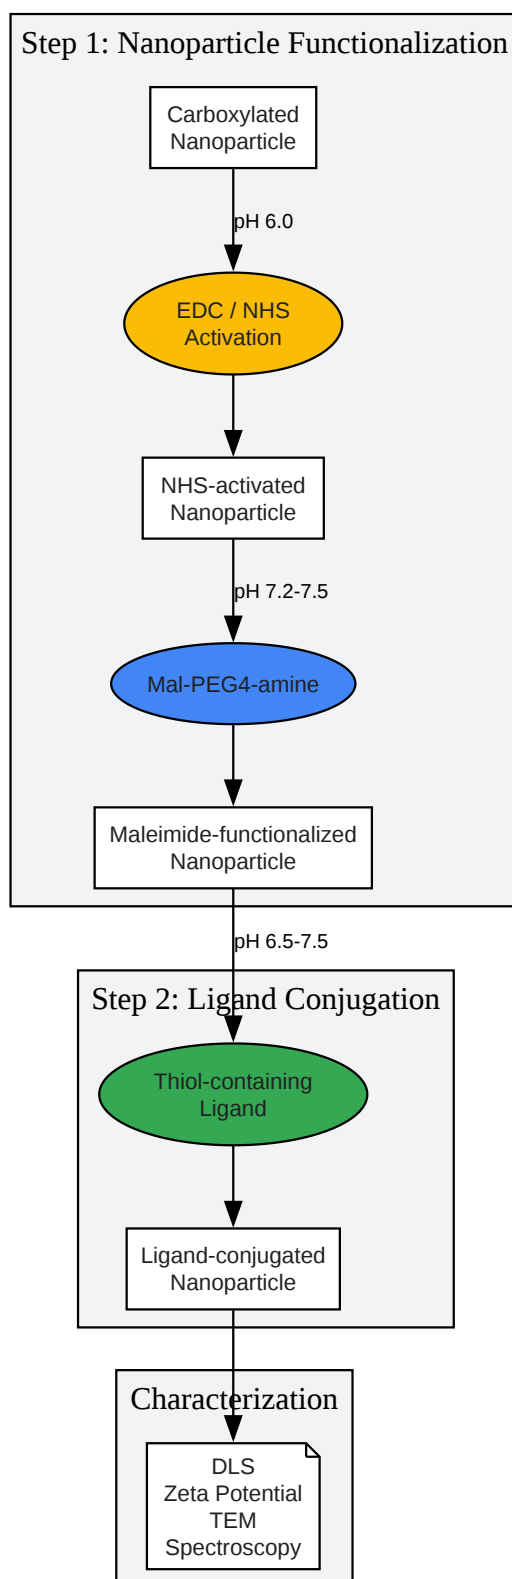 Step 1: Nanoparticle Functionalization
Carboxylated
Nanoparticle
pH 6.0
EDC / NHS
Activation
NHS-activated
Nanoparticle
pH 7.2-7.5
Mal-PEG4-amine
Maleimide-functionalized
Nanoparticle
pH 6.5-7.5
Step 2: Ligand Conjugation
Thiol-containing
Ligand
Ligand-conjugated
Nanoparticle
Characterization
DLS
Zeta Potential
TEM
Spectroscopy